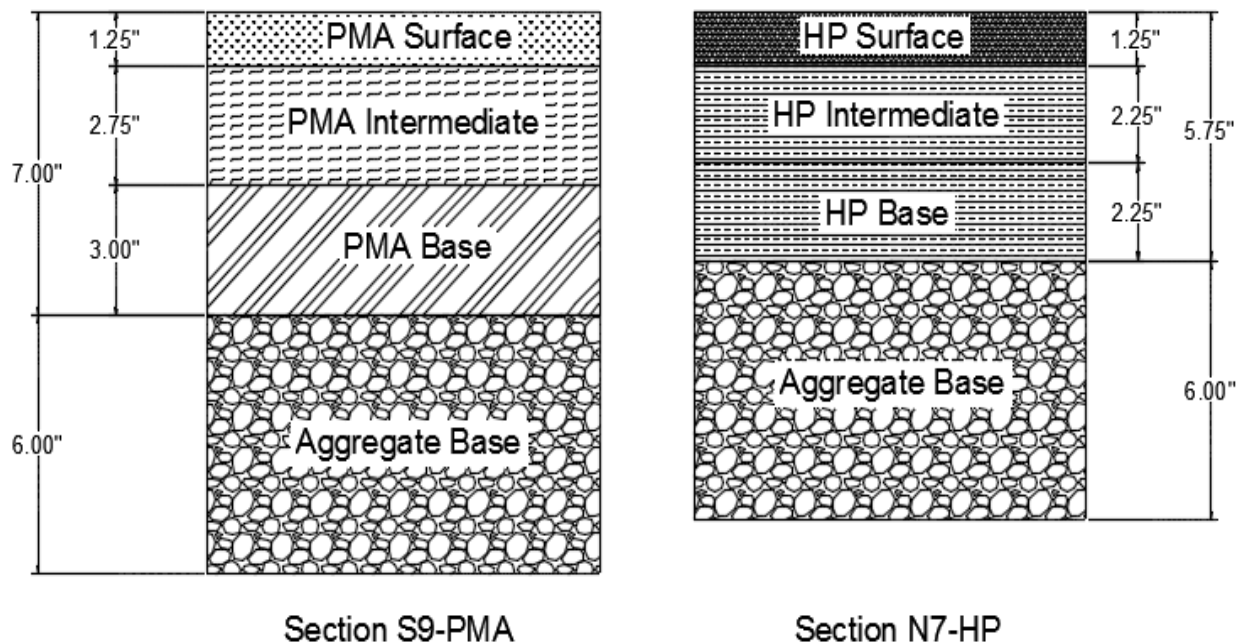 PMA Surface
1.25"
PMA Intermediate
2.75"
7.00"
PMA Base
3.00"
Aggregate Base
6.00"
Section S9-PMA
HP Surface
1.25"
HP Intermediate
2.25"
5.75"
HP Base
2.25"
Aggregate Base
6.00"
Section N7-HP